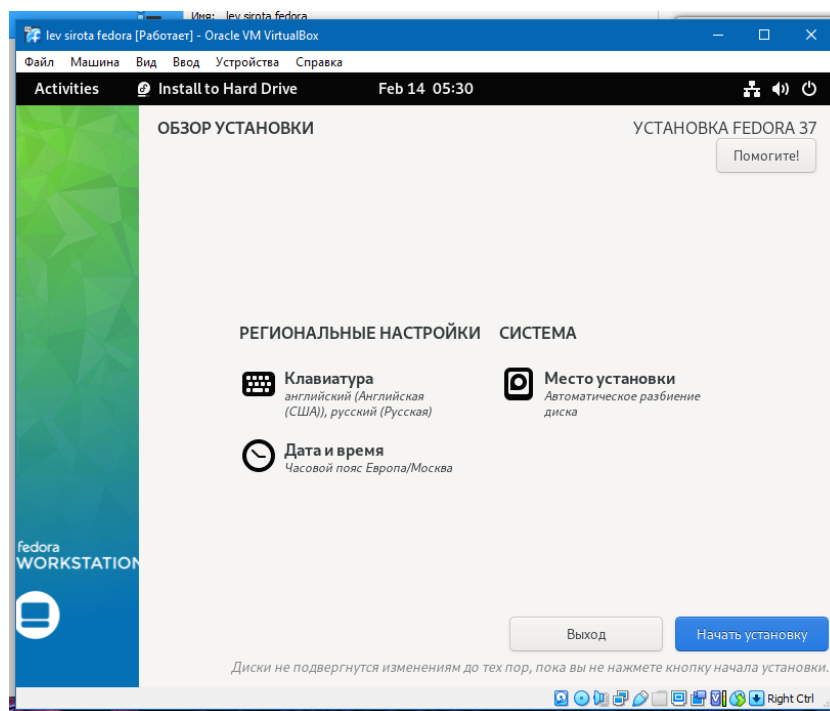 Имя: lev sirota fedora
lev sirota fedora [Работает] - Oracle VM VirtualBox
Файл Машина Вид Ввод Устройства Справка
Activities Install to Hard Drive Feb 14 05:30
ОБЗОР УСТАНОВКИ
УСТАНОВКА FEDORA 37
Помогите!
РЕГИОНАЛЬНЫЕ НАСТРОЙКИ
Клавиатура
английский (Английская
(США)), русский (Русская)
Дата и время
Часовой пояс Европа/Москва
СИСТЕМА
Место установки
Автоматическое разбиение
диска
fedora
WORKSTATION
Выход
Начать установку
Диски не подвергнутся изменениям до тех пор, пока вы не нажмете кнопку начала установки.
Right Ctrl